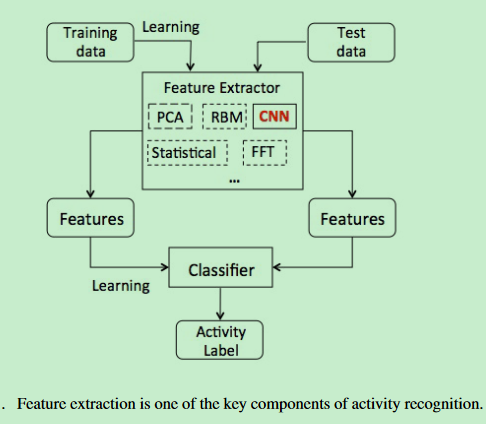 Training
data
Learning
Test
data
Feature Extractor
PCA
RBM
CNN
Statistical
FFT
...
Features
Features
Learning
Classifier
Activity
Label
. Feature extraction is one of the key components of activity recognition.